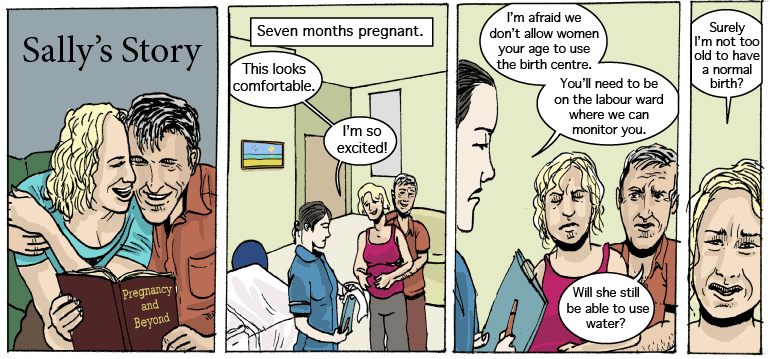 Sally's Story
Pregnancy
and
Beyond
Seven months pregnant.
This looks
comfortable.
I'm so
excited!
I'm afraid we
don't allow women
your age to use
the birth centre.
You'll need to be
on the labour ward
where we can
monitor you.
Will she still
be able to use
water?
Surely
I'm not too
old to have
a normal
birth?